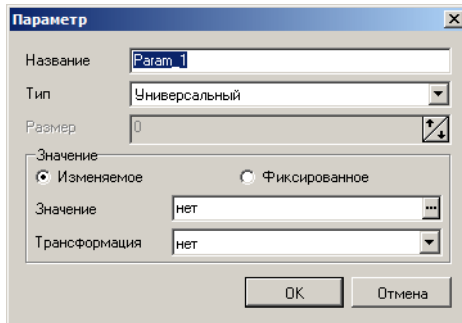 Параметр
Название Param_1
Тип Универсальный
Размер 0
Значение
Изменяемое Фиксированное
Значение нет ...
Трансформация нет
OK Отмена